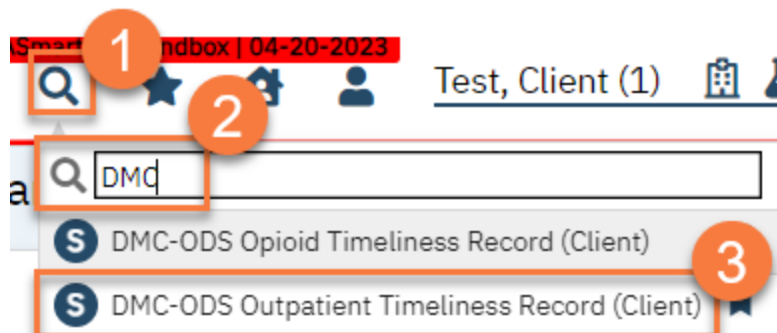 1
ndbox | 04-20-2023
Test, Client (1)
2
DMC
S DMC-ODS Opioid Timeliness Record (Client)
3
S DMC-ODS Outpatient Timeliness Record (Client)